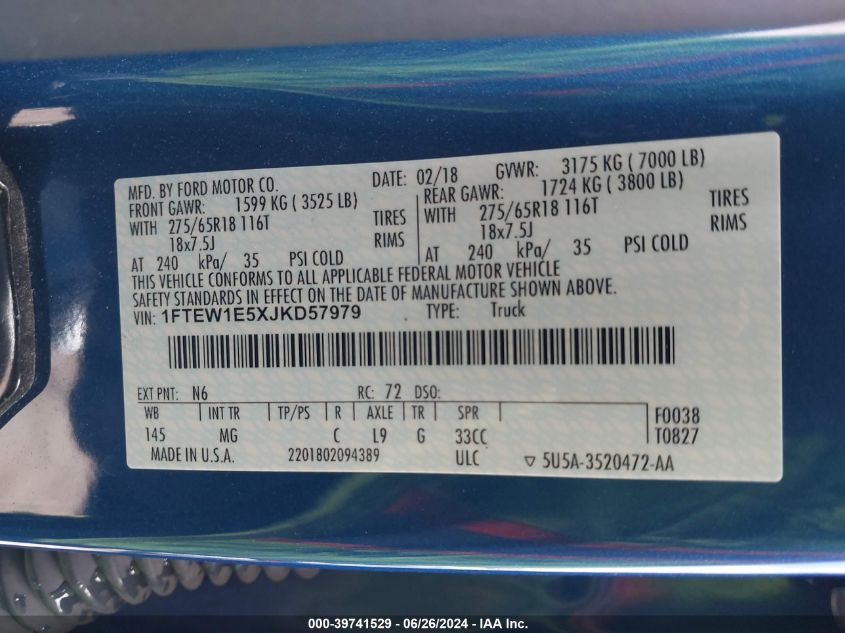 MFD. BY FORD MOTOR CO. DATE: 02/18 GVWR: 3175 KG ( 7000 LB)
FRONT GAWR: 1599 KG ( 3525 LB) REAR GAWR: 1724 KG ( 3800 LB)
WITH 275/65R18 116T TIRES WITH 275/65R18 116T TIRES
18x7.5J RIMS 18x7.5J RIMS
AT 240 kPa/ 35 PSI COLD AT 240 kPa/ 35 PSI COLD
THIS VEHICLE CONFORMS TO ALL APPLICABLE FEDERAL MOTOR VEHICLE
SAFETY STANDARDS IN EFFECT ON THE DATE OF MANUFACTURE SHOWN ABOVE.
VIN: 1FTEW1E5XJKD57979 TYPE: Truck
EXT PNT: N6 RC: 72 DSO:
WB INT TR TP/PS R AXLE TR SPR F0038
145 MG C L9 G 33CC T0827
MADE IN U.S.A. 2201802094389 ULC ▽ 5U5A-3520472-AA
000-39741529 - 06/26/2024 - IAA Inc.